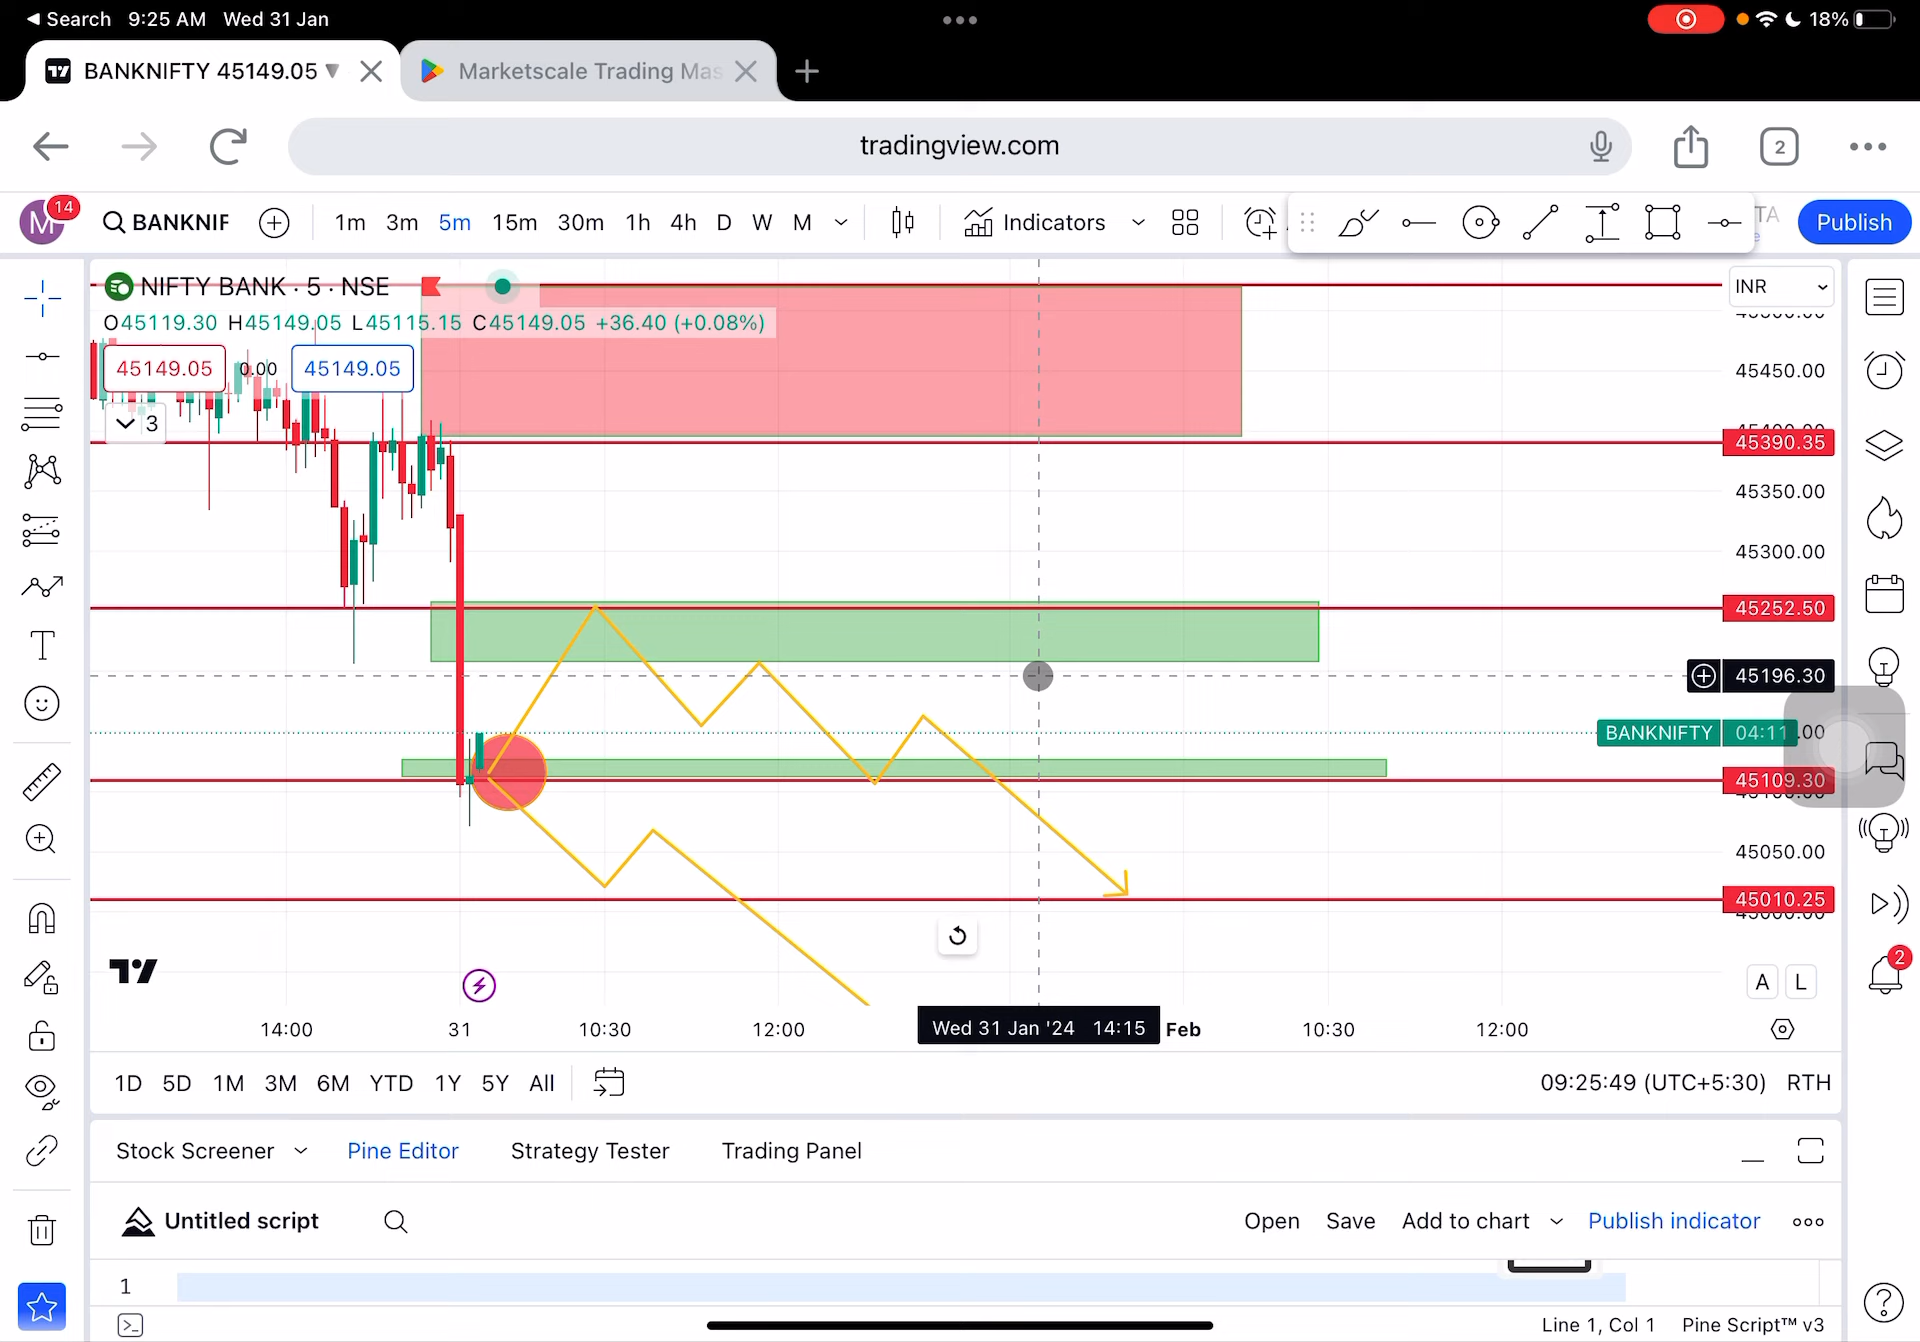 Search 9:25 AM Wed 31 Jan
18%
BANKNIFTY 45149.05
Marketscale Trading Mas
tradingview.com
2
M
14
BANKNIF
1m 3m 5m 15m 30m 1h 4h D W M
Indicators
Publish
NIFTY BANK · 5 · NSE
INR
O45119.30 H45149.05 L45115.15 C45149.05 +36.40 (+0.08%)
45149.05
0.00
45149.05
3
45450.00
45390.35
45350.00
45300.00
45252.50
45196.30
BANKNIFTY 04:11
45109.30
45050.00
45010.25
A L
14:00 31 10:30 12:00 Wed 31 Jan '24 14:15 Feb 10:30 12:00
1D 5D 1M 3M 6M YTD 1Y 5Y All
09:25:49 (UTC+5:30) RTH
2
Stock Screener Pine Editor Strategy Tester Trading Panel
Untitled script
Open Save Add to chart Publish indicator
1
Line 1, Col 1 Pine Script™ v3